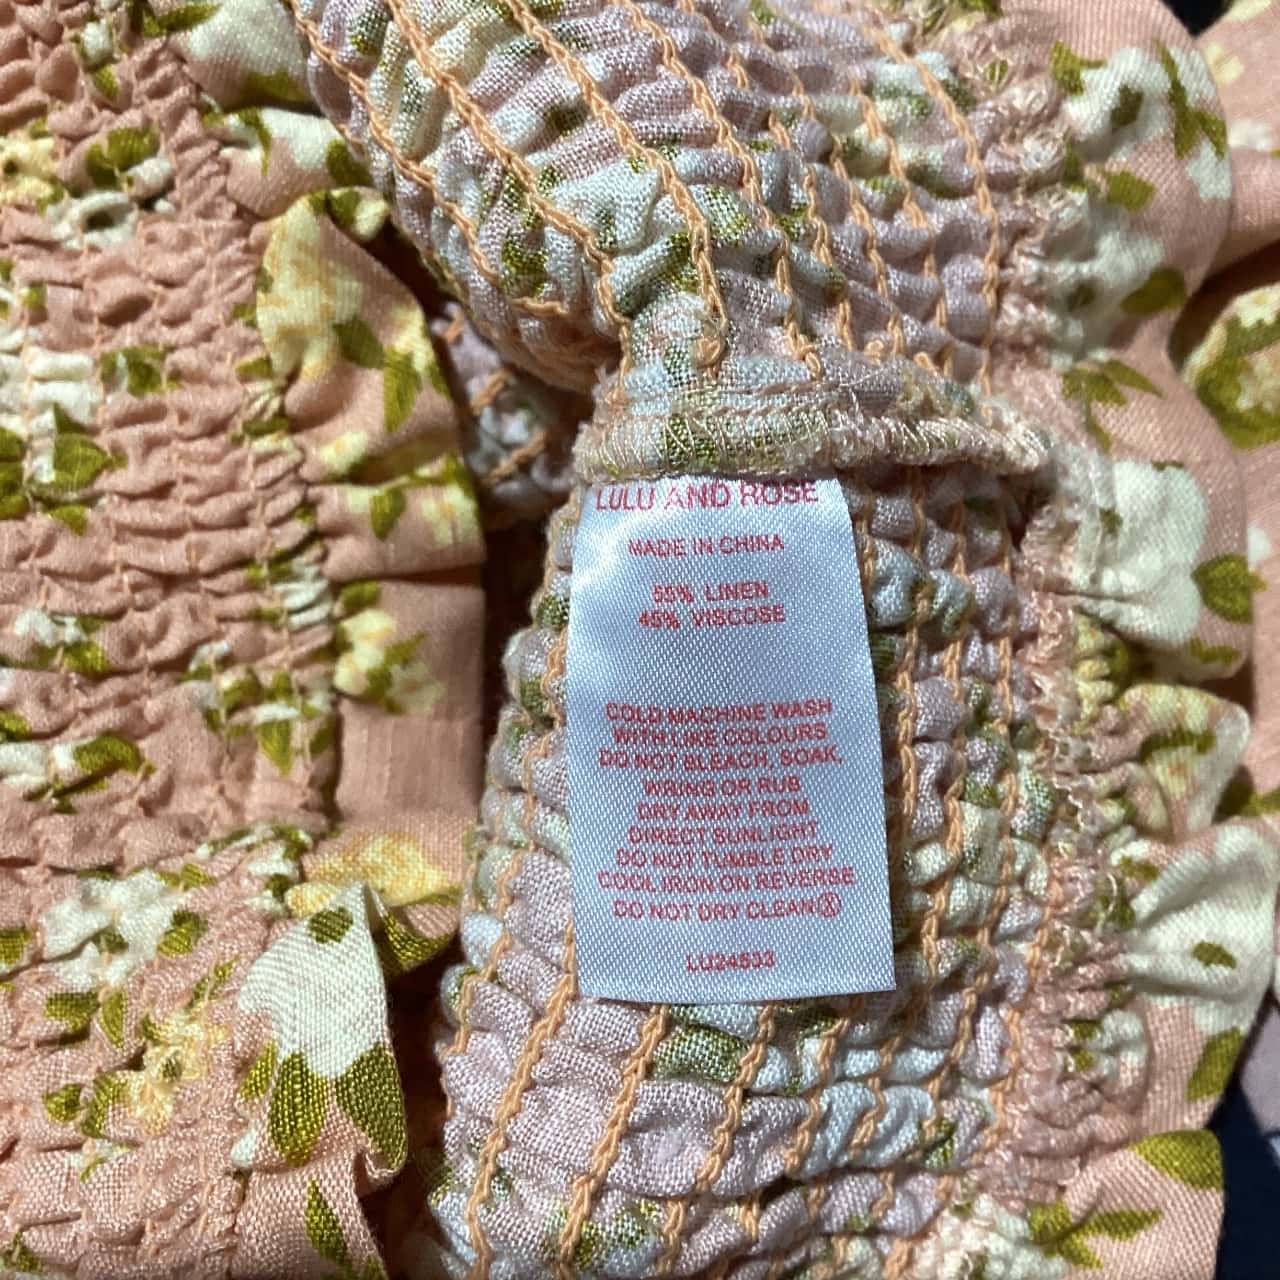 LULU AND ROSE
MADE IN CHINA
55% LINEN
45% VISCOSE
COLD MACHINE WASH
WITH LIKE COLOURS
DO NOT BLEACH, SOAK,
WRING OR RUB
DRY AWAY FROM
DIRECT SUNLIGHT
DO NOT TUMBLE DRY
COOL IRON ON REVERSE
DO NOT DRY CLEAN Ⓧ
LU24533